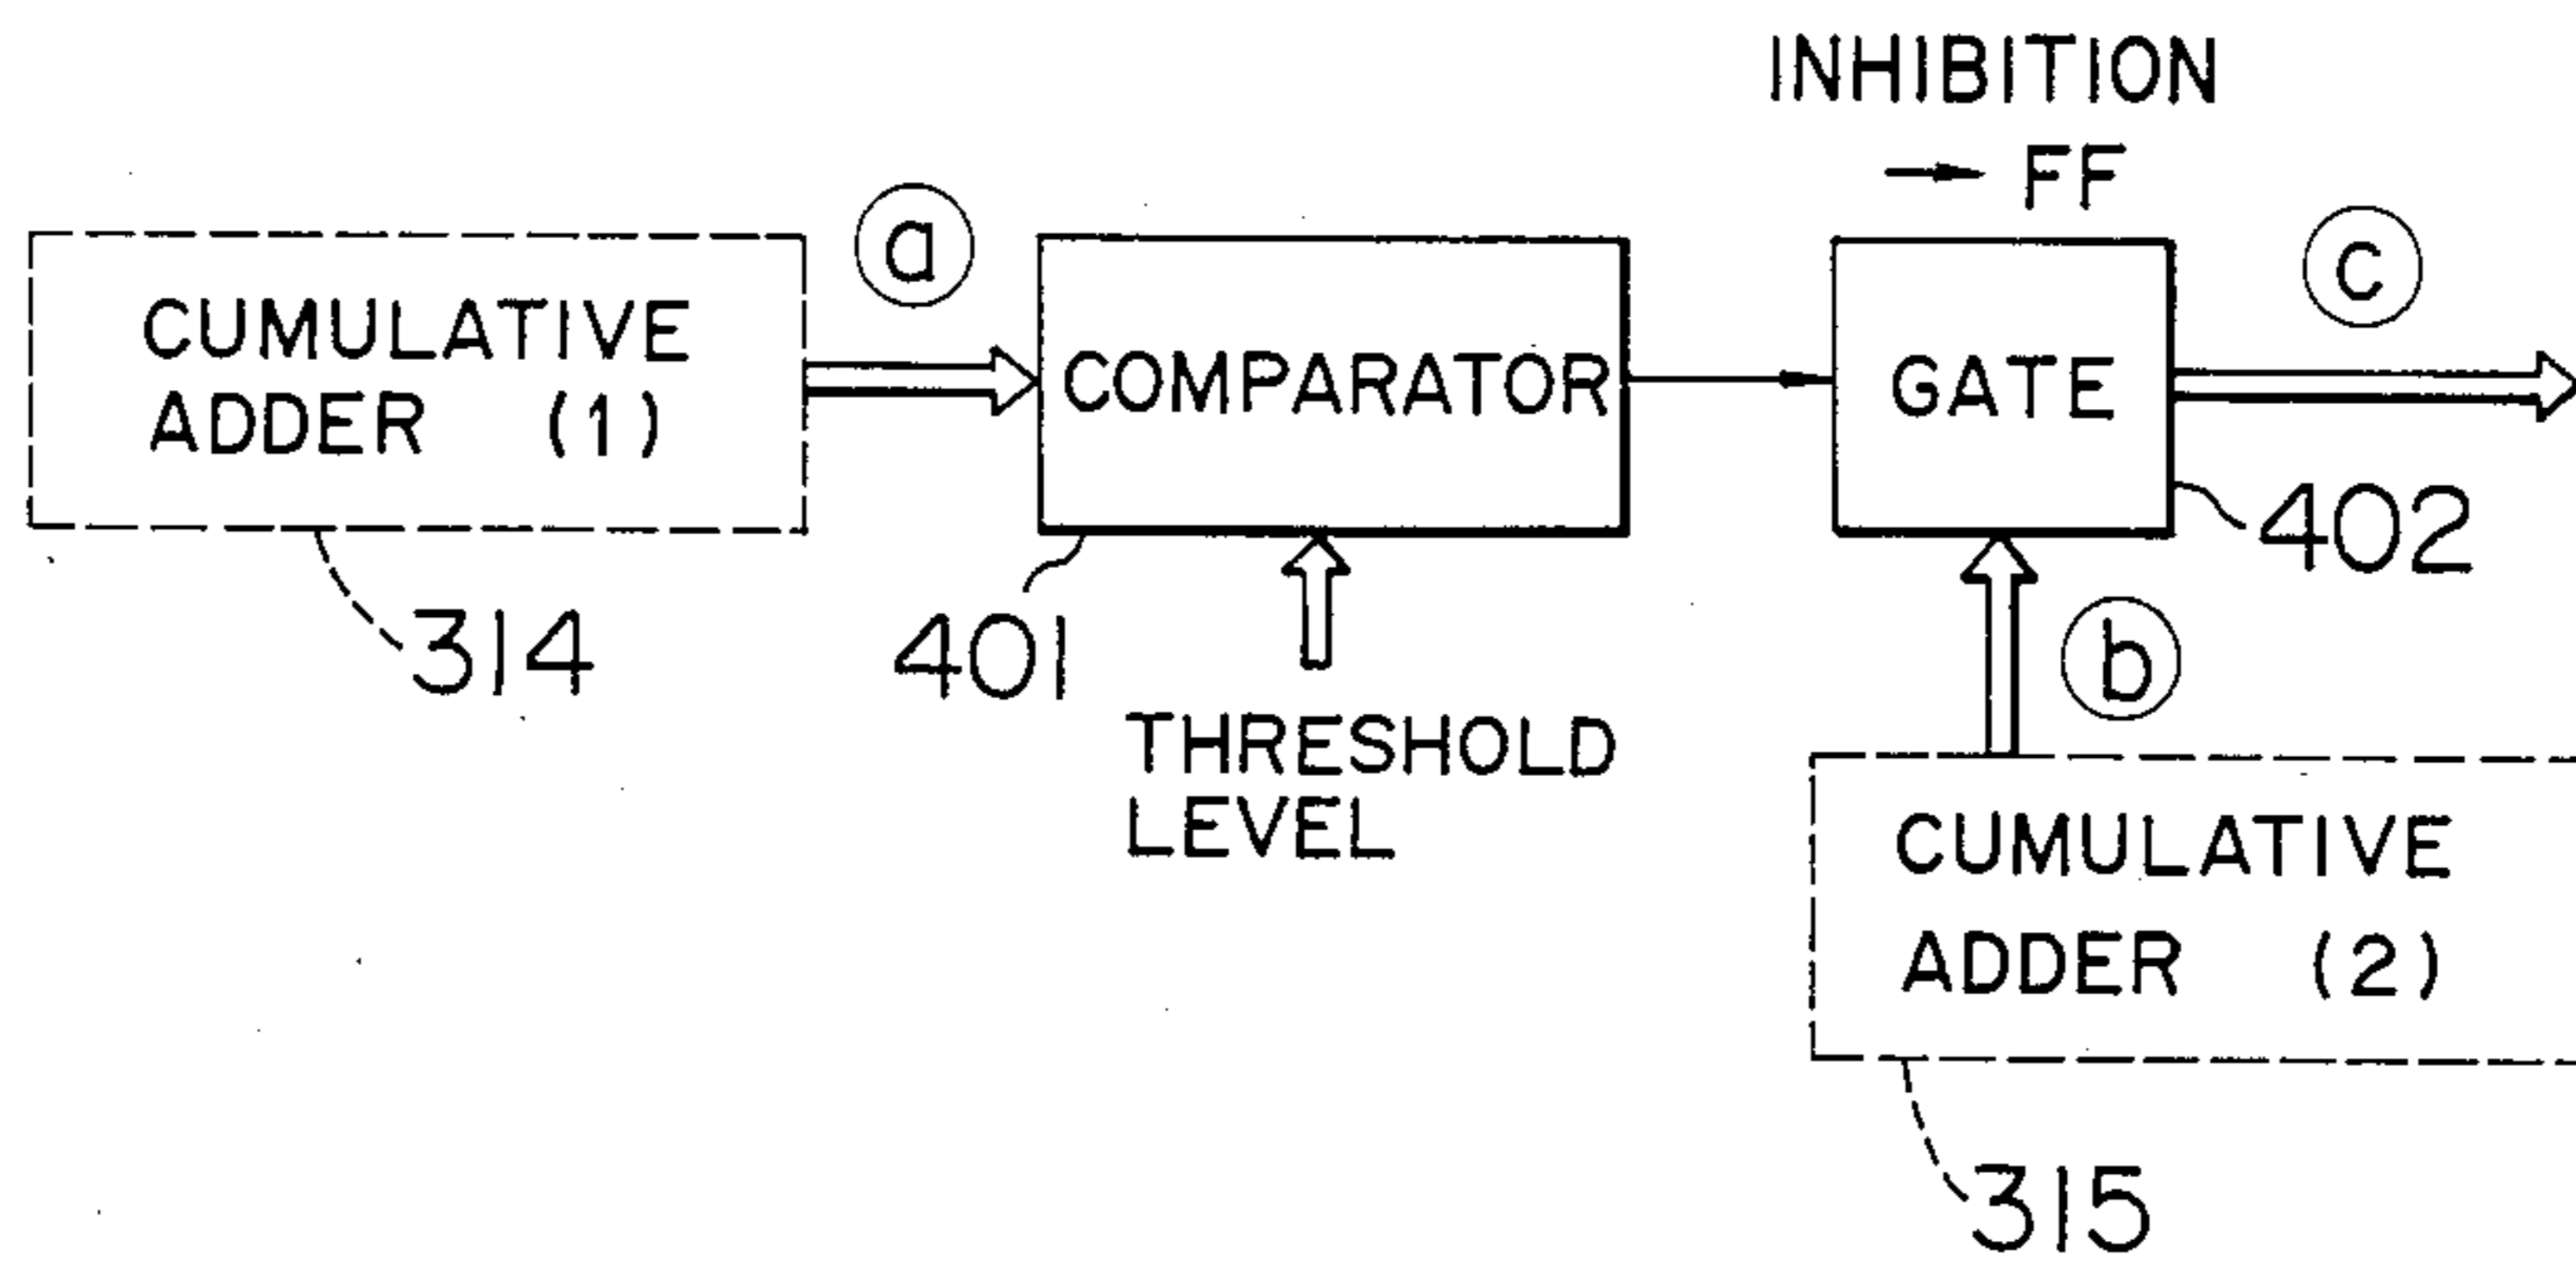 INHIBITION
→ FF
a
c
CUMULATIVE
ADDER (1)
COMPARATOR
GATE
402
314
401
b
THRESHOLD
LEVEL
CUMULATIVE
ADDER (2)
315